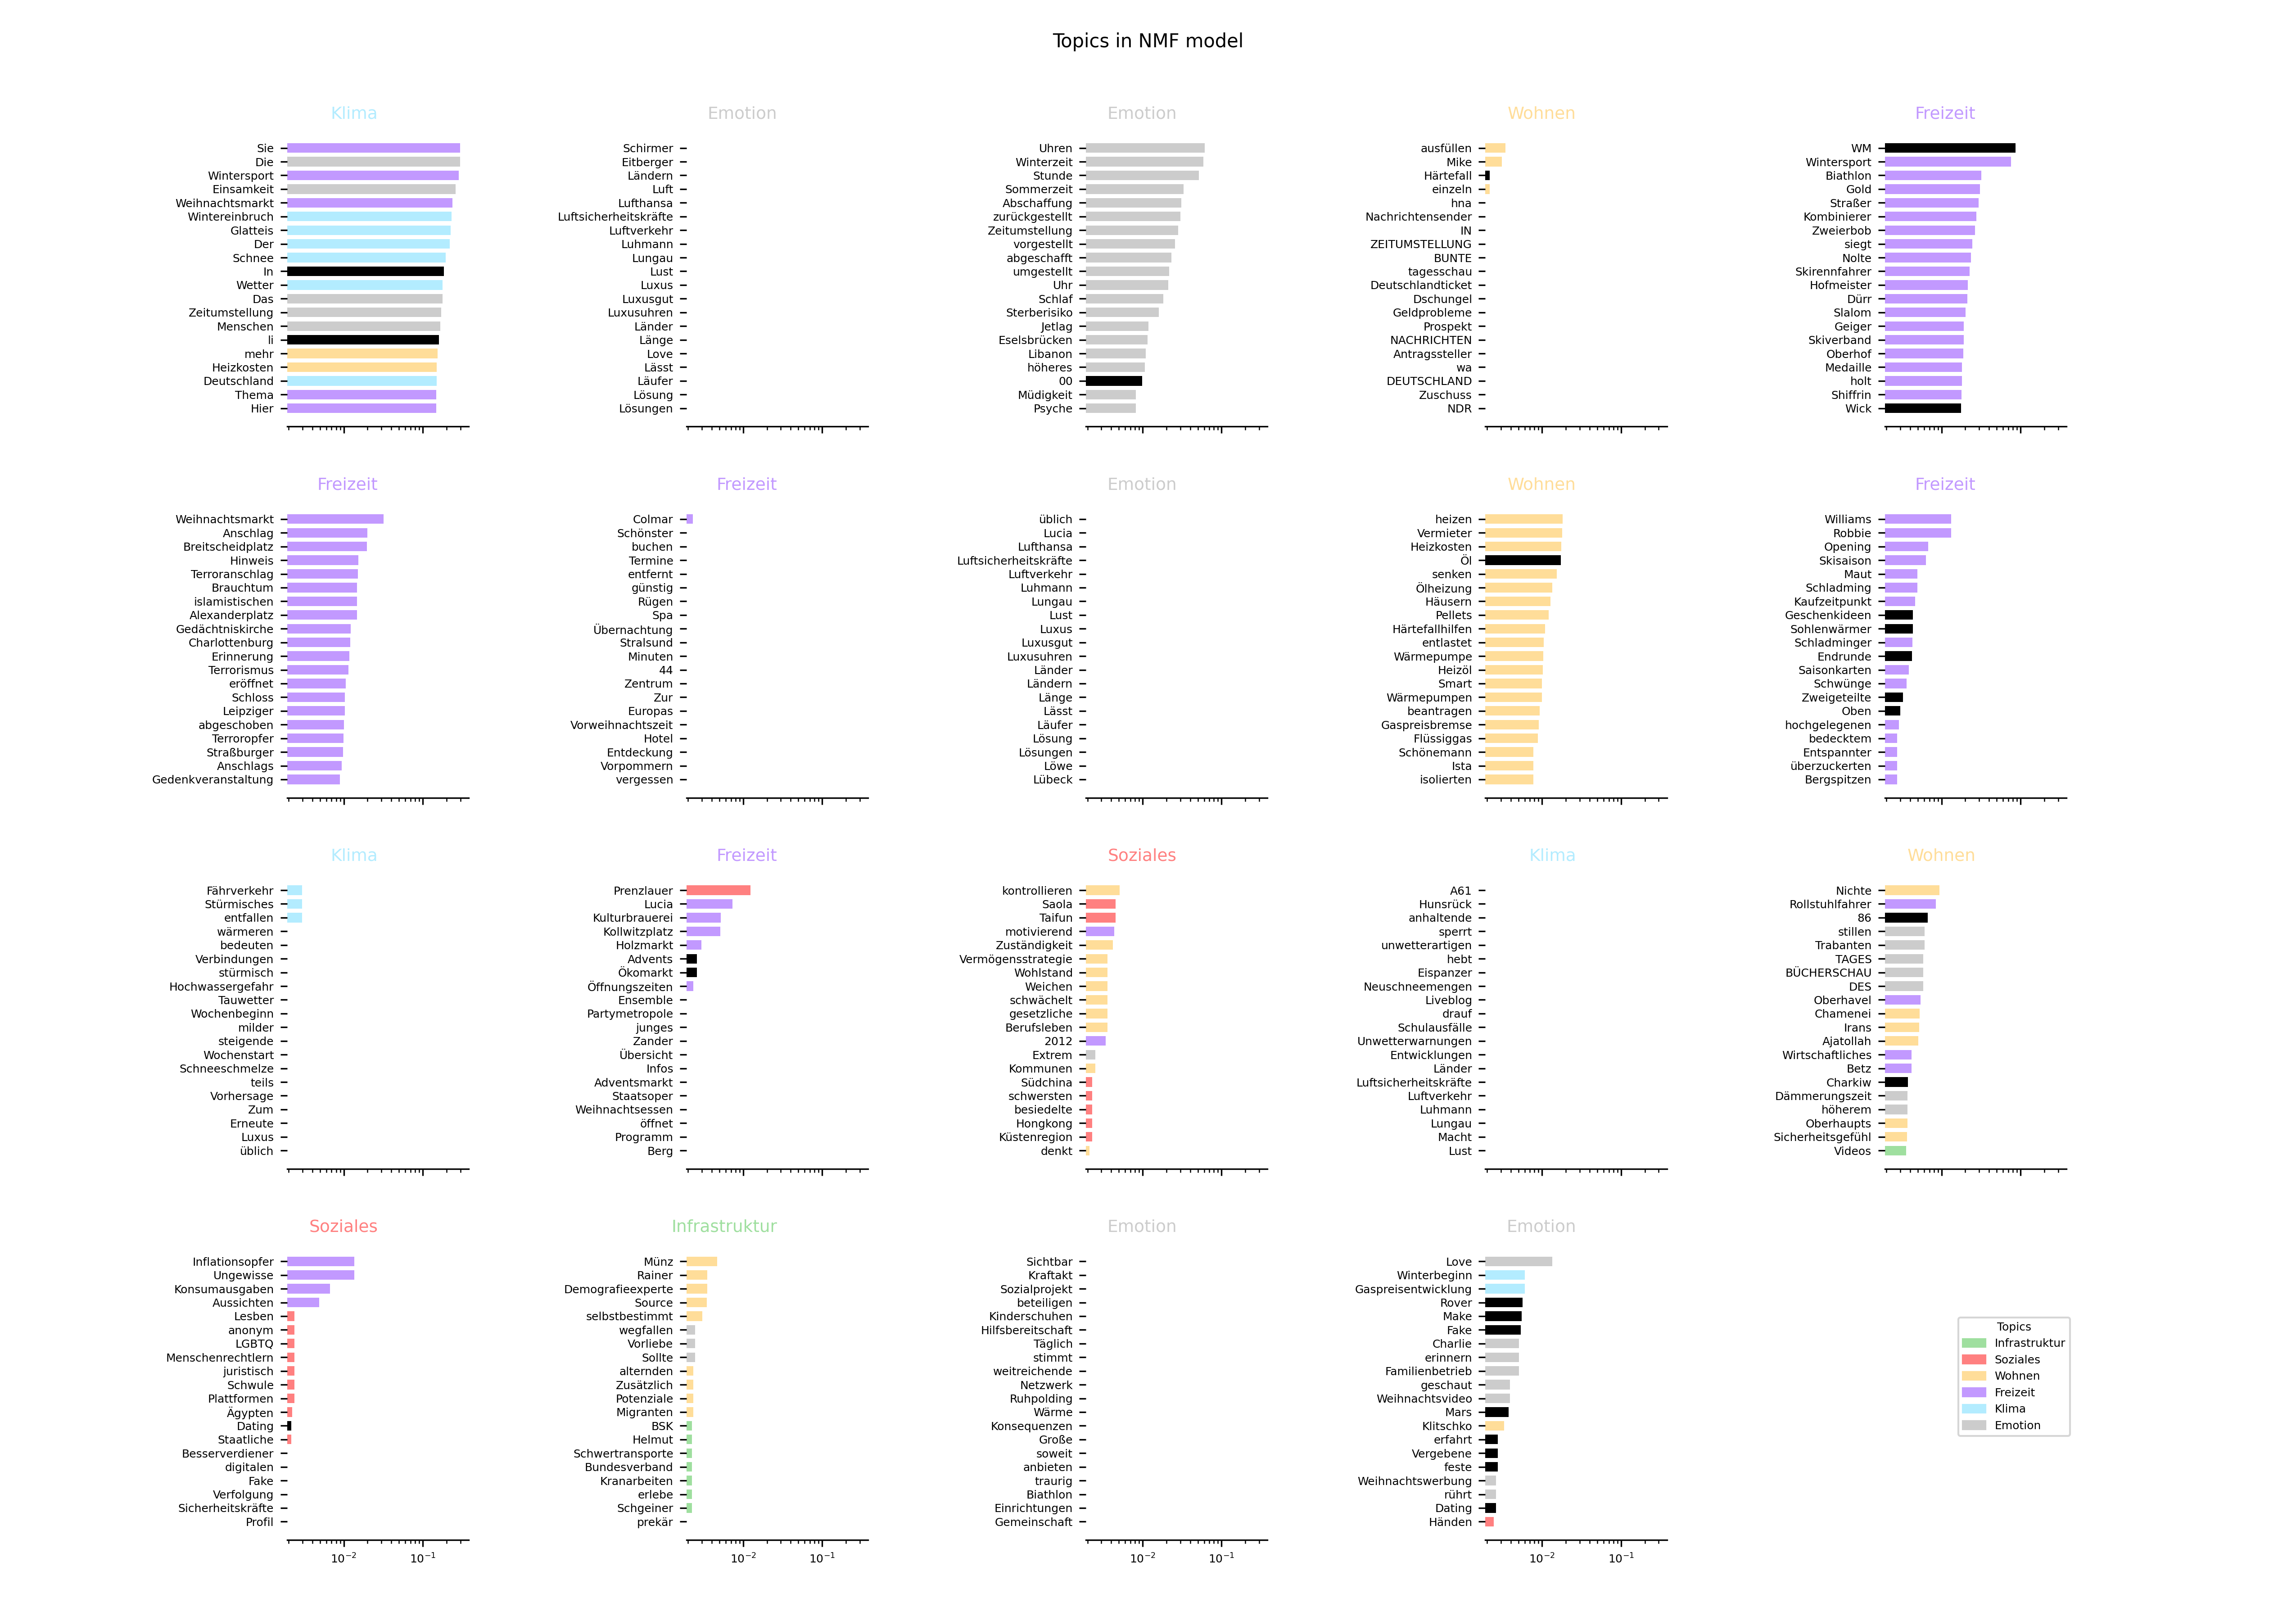 Topics in NMF model
Klima
Sie
Die
Wintersport
Einsamkeit
Weihnachtsmarkt
Wintereinbruch
Glatteis
Der
Schnee
In
Wetter
Das
Zeitumstellung
Menschen
li
mehr
Heizkosten
Deutschland
Thema
Hier
Emotion
Schirmer
Eitberger
Ländern
Luft
Lufthansa
Luftsicherheitskräfte
Luftverkehr
Luhmann
Lungau
Lust
Luxus
Luxusgut
Luxusuhren
Länder
Länge
Love
Lässt
Läufer
Lösung
Lösungen
Emotion
Uhren
Winterzeit
Stunde
Sommerzeit
Abschaffung
zurückgestellt
Zeitumstellung
vorgestellt
abgeschafft
umgestellt
Uhr
Schlaf
Sterberisiko
Jetlag
Eselsbrücken
Libanon
höheres
00
Müdigkeit
Psyche
Wohnen
ausfüllen
Mike
Härtefall
einzeln
hna
Nachrichtensender
IN
ZEITUMSTELLUNG
BUNTE
tagesschau
Deutschlandticket
Dschungel
Geldprobleme
Prospekt
NACHRICHTEN
Antragssteller
wa
DEUTSCHLAND
Zuschuss
NDR
Freizeit
WM
Wintersport
Biathlon
Gold
Straßer
Kombinierer
Zweierbob
siegt
Nolte
Skirennfahrer
Hofmeister
Dürr
Slalom
Geiger
Skiverband
Oberhof
Medaille
holt
Shiffrin
Wick
Freizeit
Weihnachtsmarkt
Anschlag
Breitscheidplatz
Hinweis
Terroranschlag
Brauchtum
islamistischen
Alexanderplatz
Gedächtniskirche
Charlottenburg
Erinnerung
Terrorismus
eröffnet
Schloss
Leipziger
abgeschoben
Terroropfer
Straßburger
Anschlags
Gedenkveranstaltung
Freizeit
Colmar
Schönster
buchen
Termine
entfernt
günstig
Rügen
Spa
Übernachtung
Stralsund
Minuten
44
Zentrum
Zur
Europas
Vorweihnachtszeit
Hotel
Entdeckung
Vorpommern
vergessen
Emotion
üblich
Lucia
Lufthansa
Luftsicherheitskräfte
Luftverkehr
Luhmann
Lungau
Lust
Luxus
Luxusgut
Luxusuhren
Länder
Ländern
Länge
Lässt
Läufer
Lösung
Lösungen
Löwe
Lübeck
Wohnen
heizen
Vermieter
Heizkosten
Öl
senken
Ölheizung
Häusern
Pellets
Härtefallhilfen
entlastet
Wärmepumpe
Heizöl
Smart
Wärmepumpen
beantragen
Gaspreisbremse
Flüssiggas
Schönemann
Ista
isolierten
Freizeit
Williams
Robbie
Opening
Skisaison
Maut
Schladming
Kaufzeitpunkt
Geschenkideen
Sohlenwärmer
Schladminger
Endrunde
Saisonkarten
Schwünge
Zweigeteilte
Oben
hochgelegenen
bedecktem
Entspannter
überzuckerten
Bergspitzen
Klima
Fährverkehr
Stürmisches
entfallen
wärmeren
bedeuten
Verbindungen
stürmisch
Hochwassergefahr
Tauwetter
Wochenbeginn
milder
steigende
Wochenstart
Schneeschmelze
teils
Vorhersage
Zum
Erneute
Luxus
üblich
Freizeit
Prenzlauer
Lucia
Kulturbrauerei
Kollwitzplatz
Holzmarkt
Advents
Ökomarkt
Öffnungszeiten
Ensemble
Partymetropole
junges
Zander
Übersicht
Infos
Adventsmarkt
Staatsoper
Weihnachtsessen
öffnet
Programm
Berg
Soziales
kontrollieren
Saola
Taifun
motivierend
Zuständigkeit
Vermögensstrategie
Wohlstand
Weichen
schwächelt
gesetzliche
Berufsleben
2012
Extrem
Kommunen
Südchina
schwersten
besiedelte
Hongkong
Küstenregion
denkt
Klima
A61
Hunsrück
anhaltende
sperrt
unwetterartigen
hebt
Eispanzer
Neuschneemengen
Liveblog
drauf
Schulausfälle
Unwetterwarnungen
Entwicklungen
Länder
Luftsicherheitskräfte
Luftverkehr
Luhmann
Lungau
Macht
Lust
Wohnen
Nichte
Rollstuhlfahrer
86
stillen
Trabanten
TAGES
BÜCHERSCHAU
DES
Oberhavel
Chamenei
Irans
Ajatollah
Wirtschaftliches
Betz
Charkiw
Dämmerungszeit
höherem
Oberhaupts
Sicherheitsgefühl
Videos
Soziales
Inflationsopfer
Ungewisse
Konsumausgaben
Aussichten
Lesben
anonym
LGBTQ
Menschenrechtlern
juristisch
Schwule
Plattformen
Ägypten
Dating
Staatliche
Besserverdiener
digitalen
Fake
Verfolgung
Sicherheitskräfte
Profil
10⁻² 10⁻¹
Infrastruktur
Münz
Rainer
Demografieexperte
Source
selbstbestimmt
wegfallen
Vorliebe
Sollte
alternden
Zusätzlich
Potenziale
Migranten
BSK
Helmut
Schwertransporte
Bundesverband
Kranarbeiten
erlebe
Schgeiner
prekär
10⁻² 10⁻¹
Emotion
Sichtbar
Kraftakt
Sozialprojekt
beteiligen
Kinderschuhen
Hilfsbereitschaft
Täglich
stimmt
weitreichende
Netzwerk
Ruhpolding
Wärme
Konsequenzen
Große
soweit
anbieten
traurig
Biathlon
Einrichtungen
Gemeinschaft
10⁻² 10⁻¹
Emotion
Love
Winterbeginn
Gaspreisentwicklung
Rover
Make
Fake
Charlie
erinnern
Familienbetrieb
geschaut
Weihnachtsvideo
Mars
Klitschko
erfahrt
Vergebene
feste
Weihnachtswerbung
rührt
Dating
Händen
10⁻² 10⁻¹
Topics
Infrastruktur
Soziales
Wohnen
Freizeit
Klima
Emotion